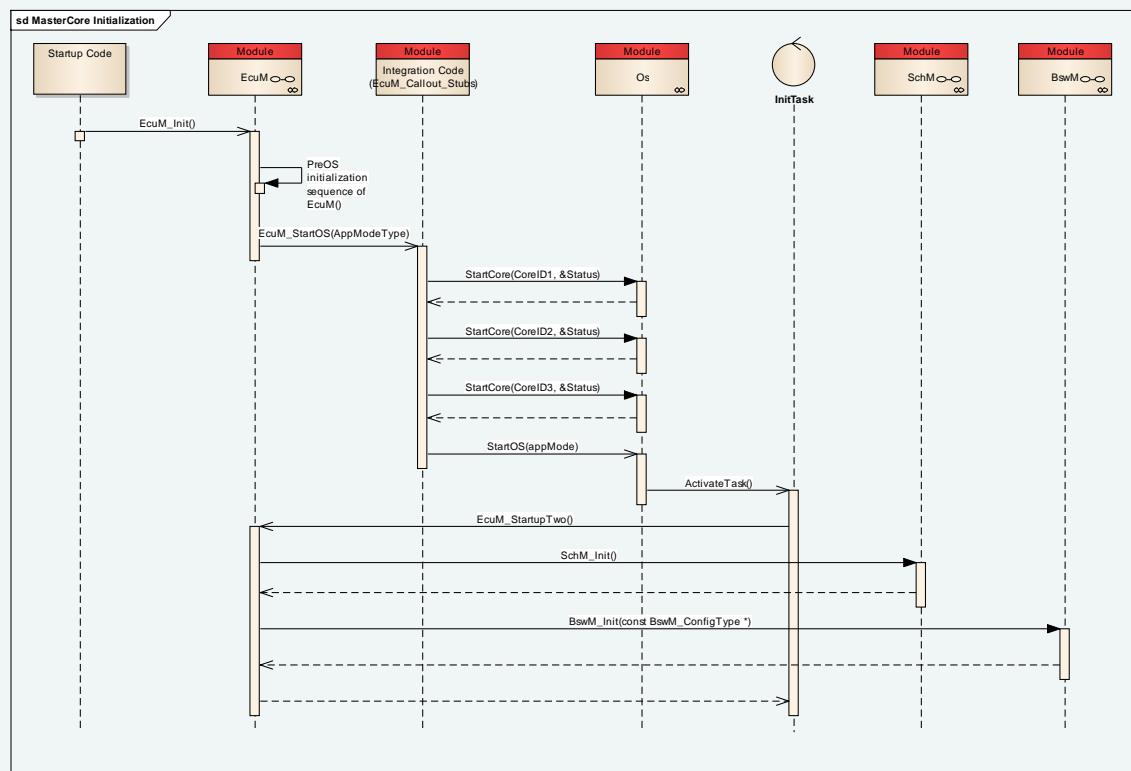 sd MasterCore Initialization
Startup Code
Module
EcuM
Module
Integration Code
(EcuM_Callout_Stubs)
Module
Os
InitTask
Module
SchM
Module
BswM
EcuM_Init()
PreOS
initialization
sequence of
EcuM()
EcuM_StartOS(AppModeType)
StartCore(CoreID1, &Status)
StartCore(CoreID2, &Status)
StartCore(CoreID3, &Status)
StartOS(appMode)
ActivateTask()
EcuM_StartupTwo()
SchM_Init()
BswM_Init(const BswM_ConfigType *)